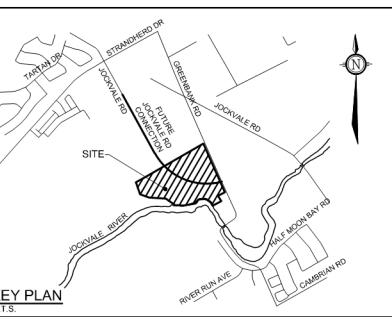 STRANDHERD DR
TARTAN DR
JOCKVALE RD
GREENBANK RD
FUTURE
JOCKVALE RD
CONNECTION
JOCKVALE RD
N
SITE
JOCKVALE RIVER
HALF MOON BAY RD
RIVER RUN AVE
CAMBRIAN RD
EY PLAN
T.S.